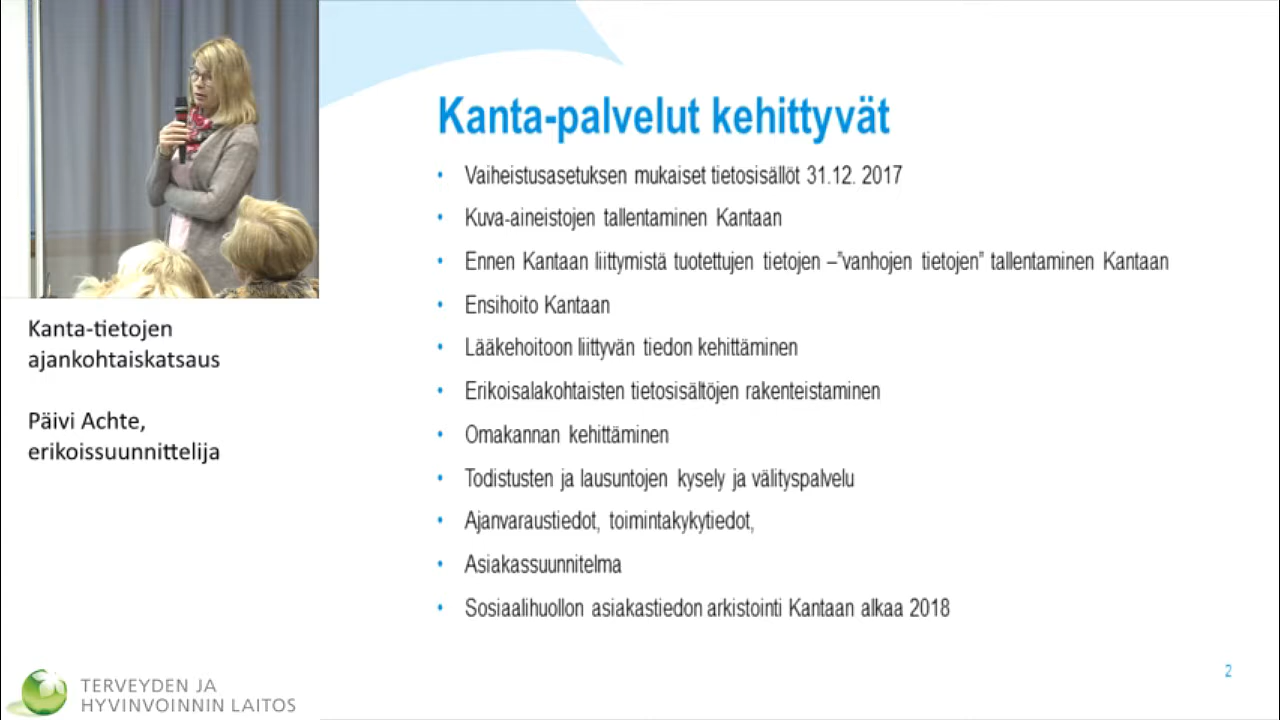 Kanta-palvelut kehittyvät
• Vaiheistusasetuksen mukaiset tietosisällöt 31.12. 2017
• Kuva-aineistojen tallentaminen Kantaan
• Ennen Kantaan liittymistä tuotettujen tietojen –”vanhojen tietojen” tallentaminen Kantaan
• Ensihoito Kantaan
• Lääkehoitoon liittyvän tiedon kehittäminen
• Erikoisalakohtaisten tietosisältöjen rakenteistaminen
• Omakannan kehittäminen
• Todistusten ja lausuntojen kysely ja välityspalvelu
• Ajanvaraustiedot, toimintakykytiedot,
• Asiakassuunnitelma
• Sosiaalihuollon asiakastiedon arkistointi Kantaan alkaa 2018
Kanta-tietojen
ajankohtaiskatsaus
Päivi Achte,
erikoissuunnittelija
TERVEYDEN JA
HYVINVOINNIN LAITOS
2